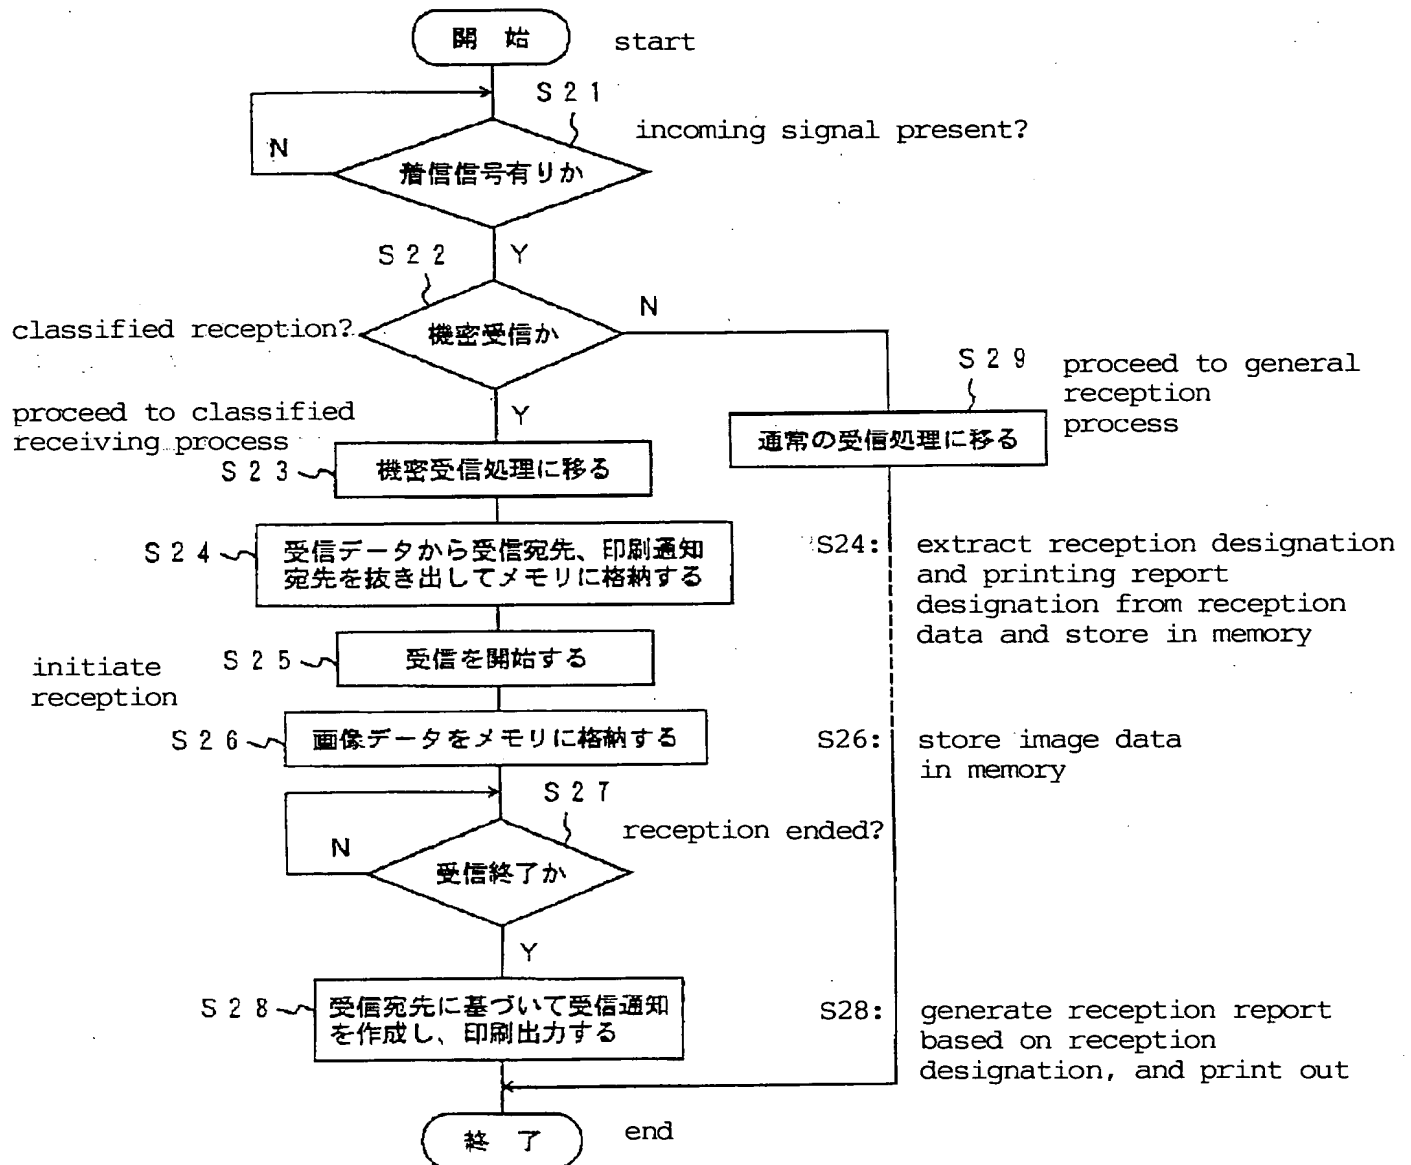 開 始
start
S21
incoming signal present?
N
着信信号有りか
S22
Y
N
classified reception?
機密受信か
S29
proceed to general
reception
process
proceed to classified
receiving process
Y
通常の受信処理に移る
S23
機密受信処理に移る
S24
受信データから受信宛先、印刷通知
宛先を抜き出してメモリに格納する
S24: extract reception designation
and printing report
designation from reception
data and store in memory
initiate
reception
S25
受信を開始する
S26
画像データをメモリに格納する
S26: store image data
in memory
S27
reception ended?
N
受信終了か
Y
S28
受信宛先に基づいて受信通知
を作成し、印刷出力する
S28: generate reception report
based on reception
designation, and print out
終 了
end